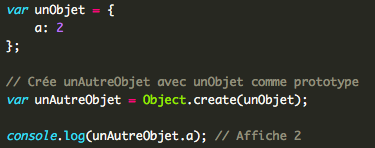 var unObjet = {
    a: 2
};
// Crée unAutreObjet avec unObjet comme prototype
var unAutreObjet = Object.create(unObjet);
console.log(unAutreObjet.a); // Affiche 2